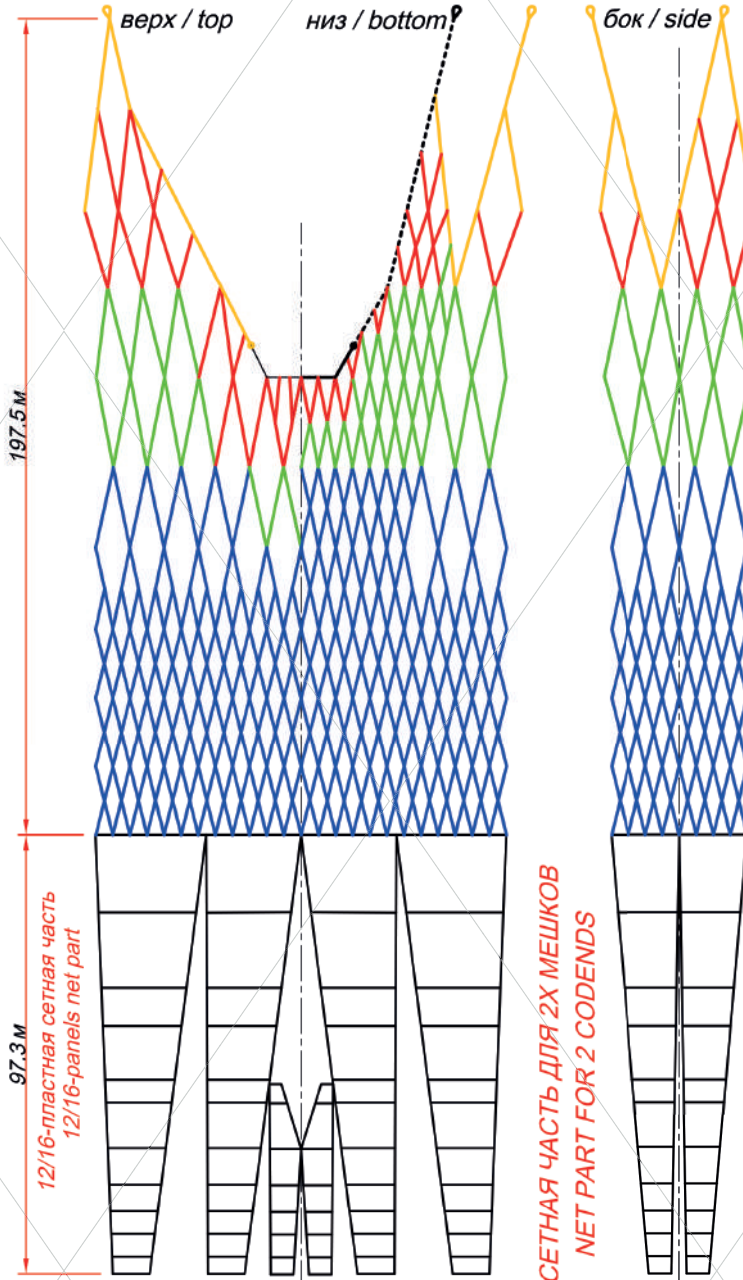 верх / top
низ / bottom
бок / side
197.5 м
97.3 м
12/16-пластная сетная часть
12/16-panels net part
СЕТНАЯ ЧАСТЬ ДЛЯ 2Х МЕШКОВ
NET PART FOR 2 CODENDS